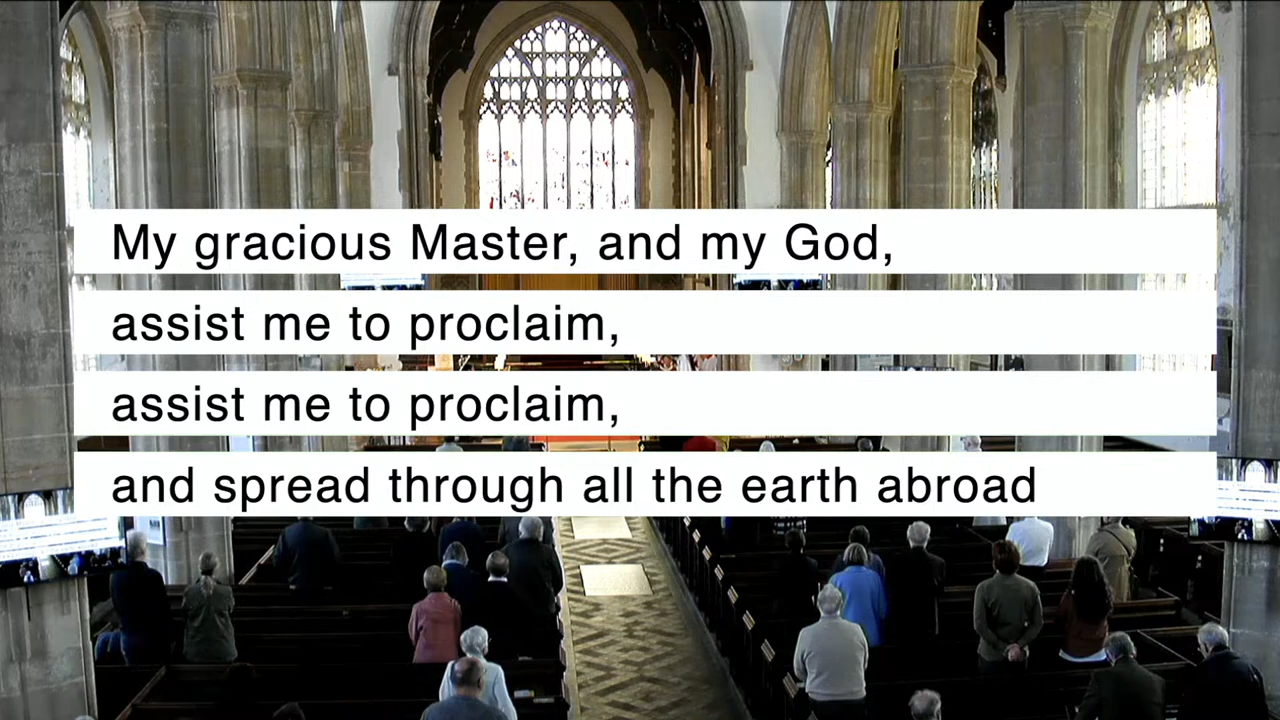 My gracious Master, and my God,
assist me to proclaim,
assist me to proclaim,
and spread through all the earth abroad